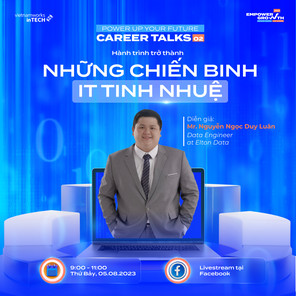 vietnamworks
inTECH
POWER UP YOUR FUTURE
CAREER TALKS 02
EMPOWER
GROWTH
Hành trình trở thành
NHỮNG CHIẾN BINH
IT TINH NHUỆ
Diễn giả:
Mr. Nguyễn Ngọc Duy Luân
Data Engineer
at Elton Data
9:00 - 11:00
Thứ Bảy, 05.08.2023
Livestream tại
Facebook